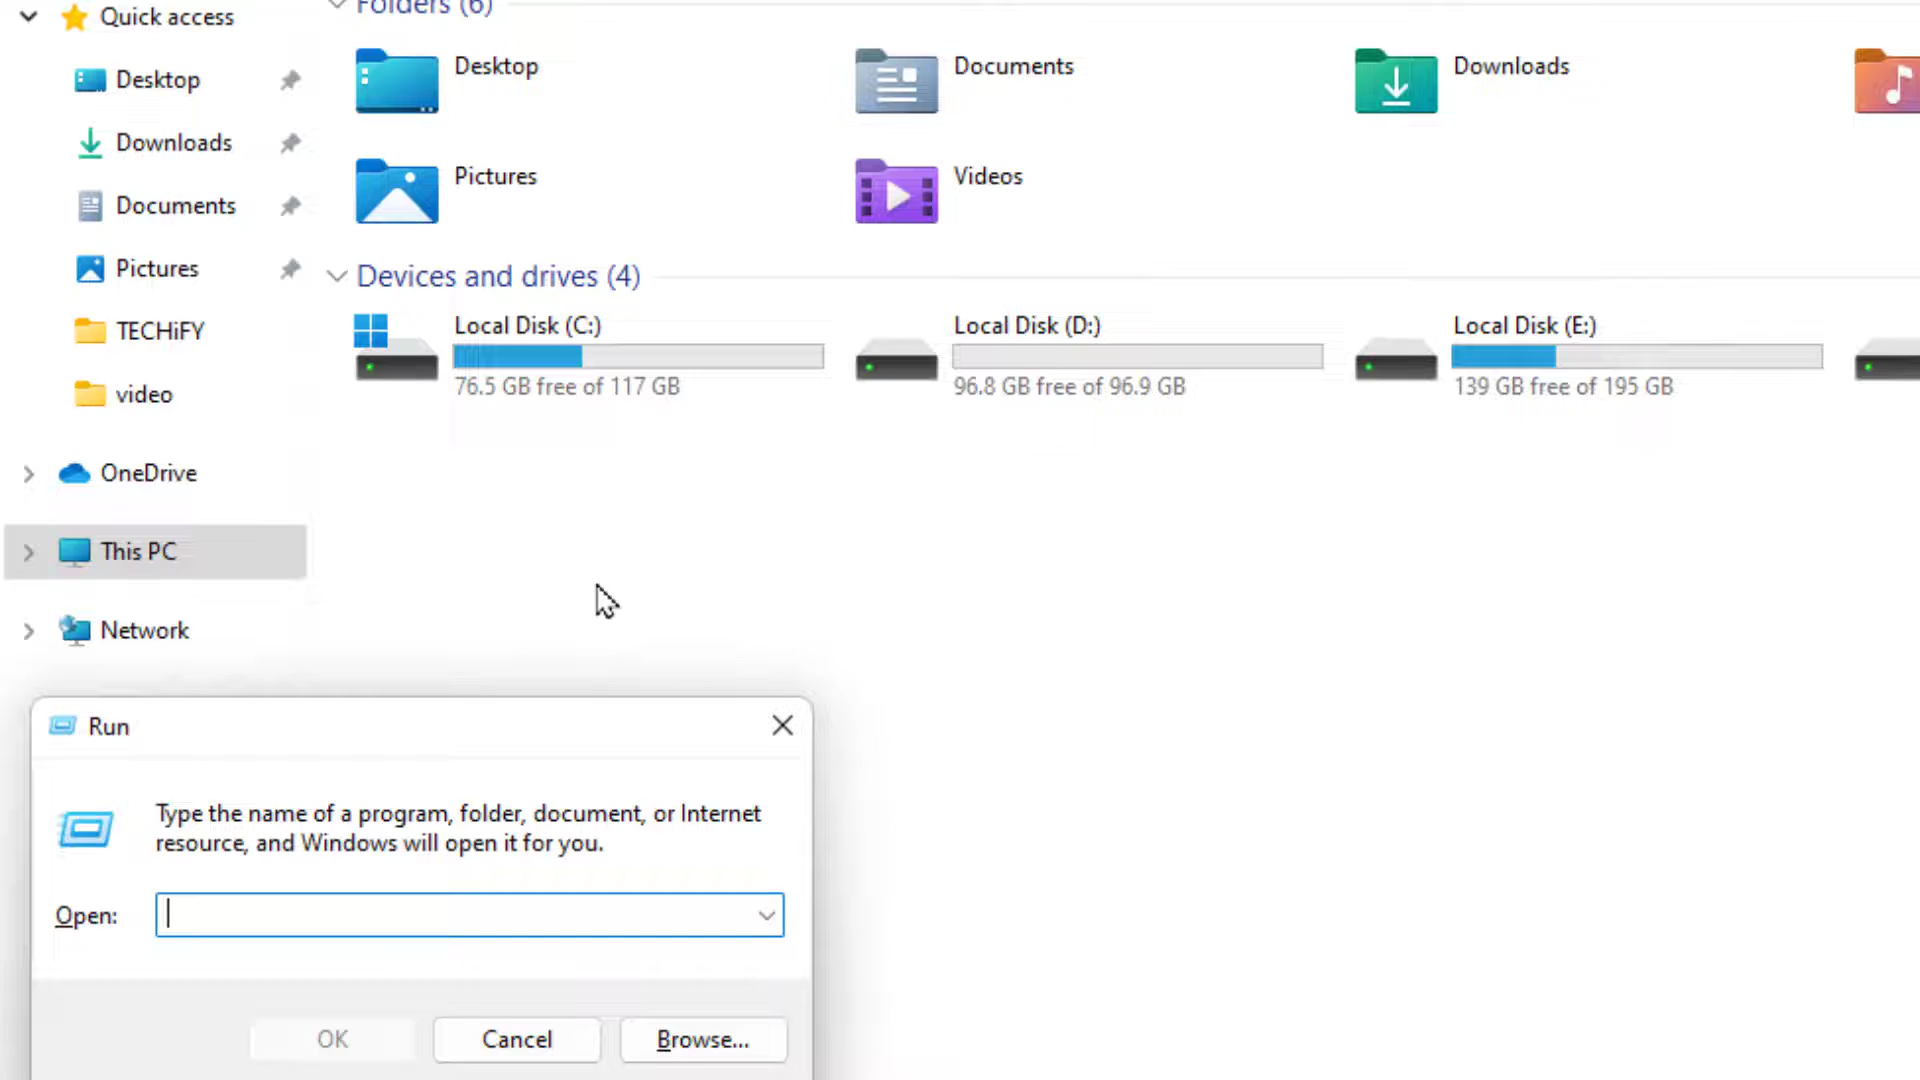 Quick access
Desktop
Downloads
Documents
Pictures
TECHiFY
video
OneDrive
This PC
Network
Folders (6)
Desktop
Documents
Downloads
Pictures
Videos
Devices and drives (4)
Local Disk (C:)
76.5 GB free of 117 GB
Local Disk (D:)
96.8 GB free of 96.9 GB
Local Disk (E:)
139 GB free of 195 GB
Run
Type the name of a program, folder, document, or Internet
resource, and Windows will open it for you.
Open:
OK
Cancel
Browse...